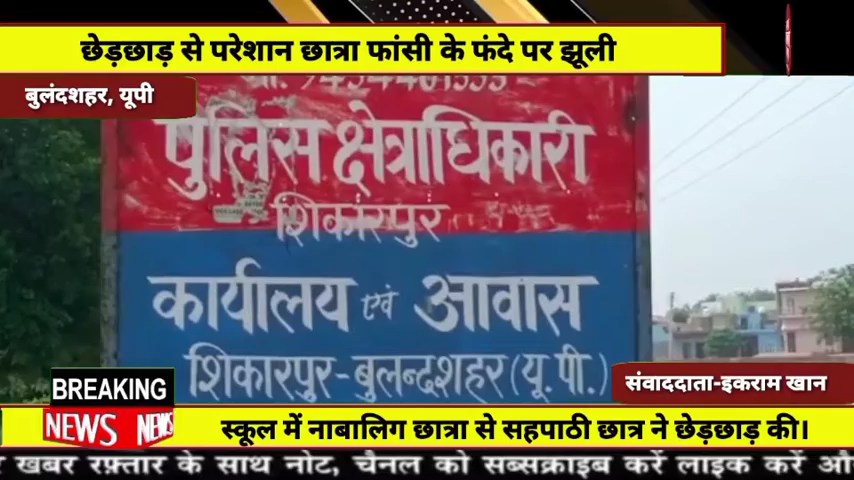 छेड़छाड़ से परेशान छात्रा फांसी के फंदे पर झूली
बुलंदशहर, यूपी
पुलिस क्षेत्राधिकारी
शिकारपुर
कार्यालय एवं आवास
शिकारपुर-बुलन्दशहर (यू.पी.)
संवाददाता-इकराम खान
BREAKING
NEWS NEWS
स्कूल में नाबालिग छात्रा से सहपाठी छात्र ने छेड़छाड़ की।
खबर रफ़्तार के साथ नोट, चैनल को सब्सक्राइब करें लाइक करें